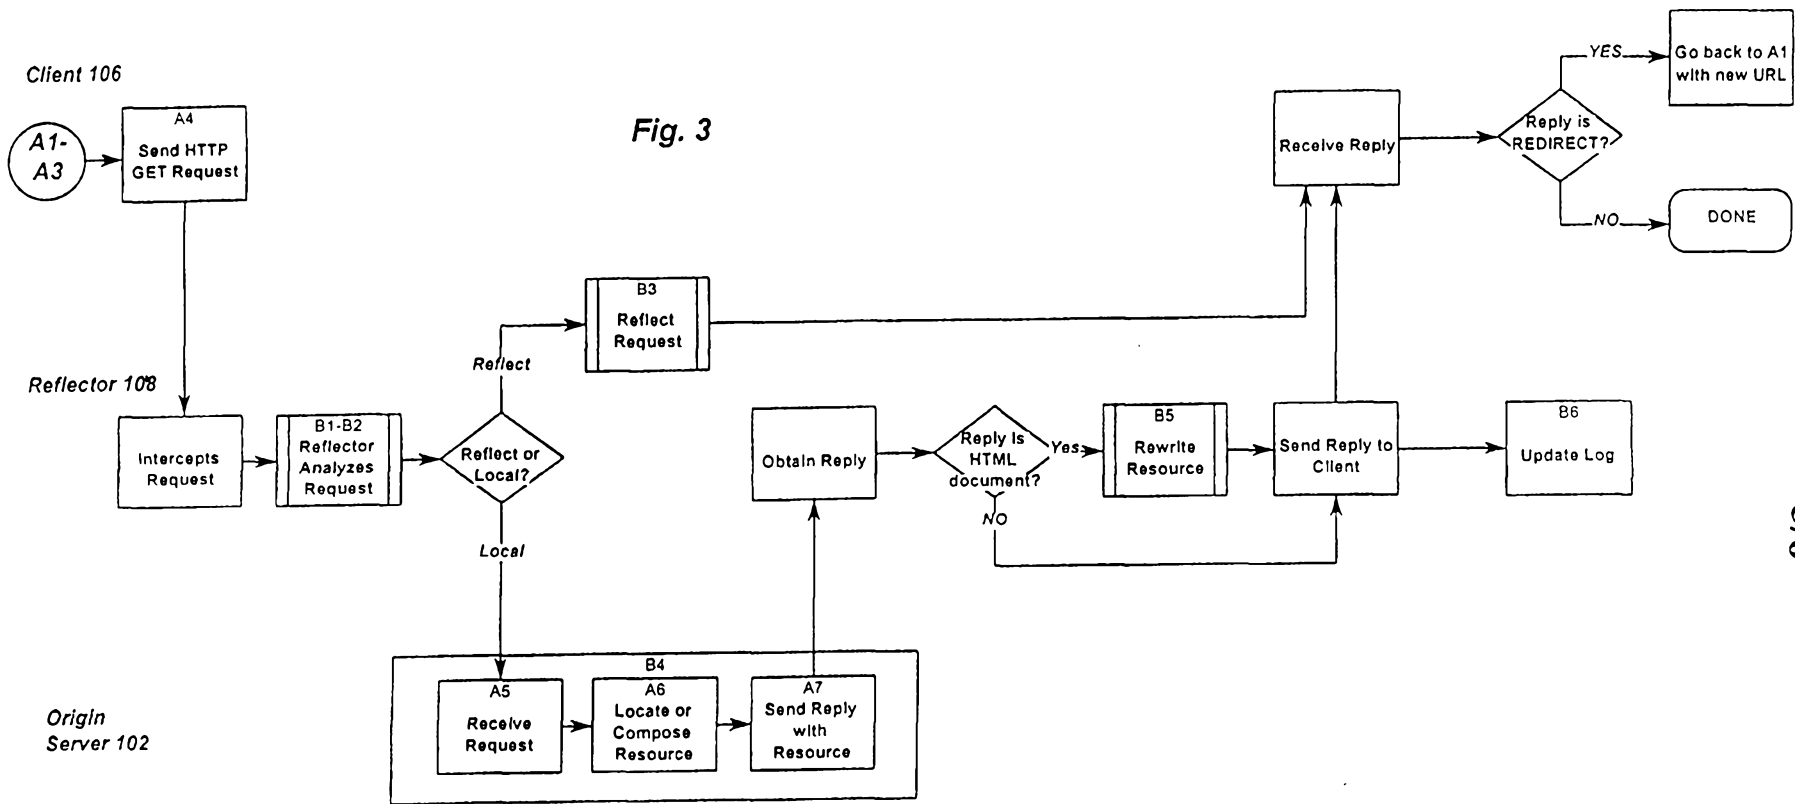 Client 106
A1-
A3
A4
Send HTTP
GET Request
Fig. 3
Receive Reply
Reply is
REDIRECT?
YES
Go back to A1
with new URL
NO
DONE
B3
Reflect
Request
Reflect
Reflector 108
Intercepts
Request
B1-B2
Reflector
Analyzes
Request
Reflect or
Local?
Local
Obtain Reply
Reply is
HTML
document?
Yes
NO
B5
Rewrite
Resource
Send Reply to
Client
B6
Update Log
Origin
Server 102
B4
A5
Receive
Request
A6
Locate or
Compose
Resource
A7
Send Reply
with
Resource